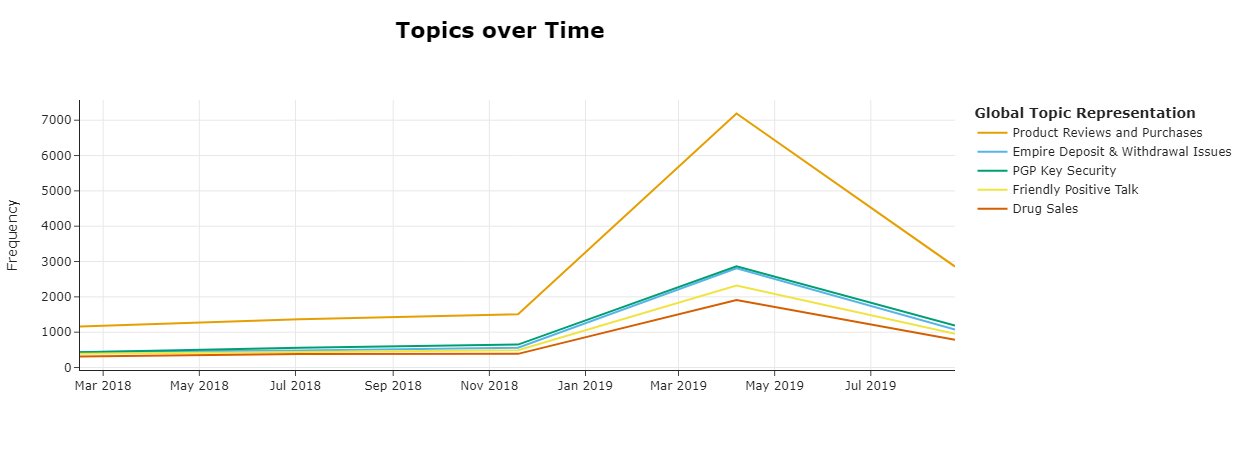 Topics over Time
Global Topic Representation
Product Reviews and Purchases
Empire Deposit & Withdrawal Issues
PGP Key Security
Friendly Positive Talk
Drug Sales
Frequency
7000
6000
5000
4000
3000
2000
1000
0
Mar 2018 May 2018 Jul 2018 Sep 2018 Nov 2018 Jan 2019 Mar 2019 May 2019 Jul 2019